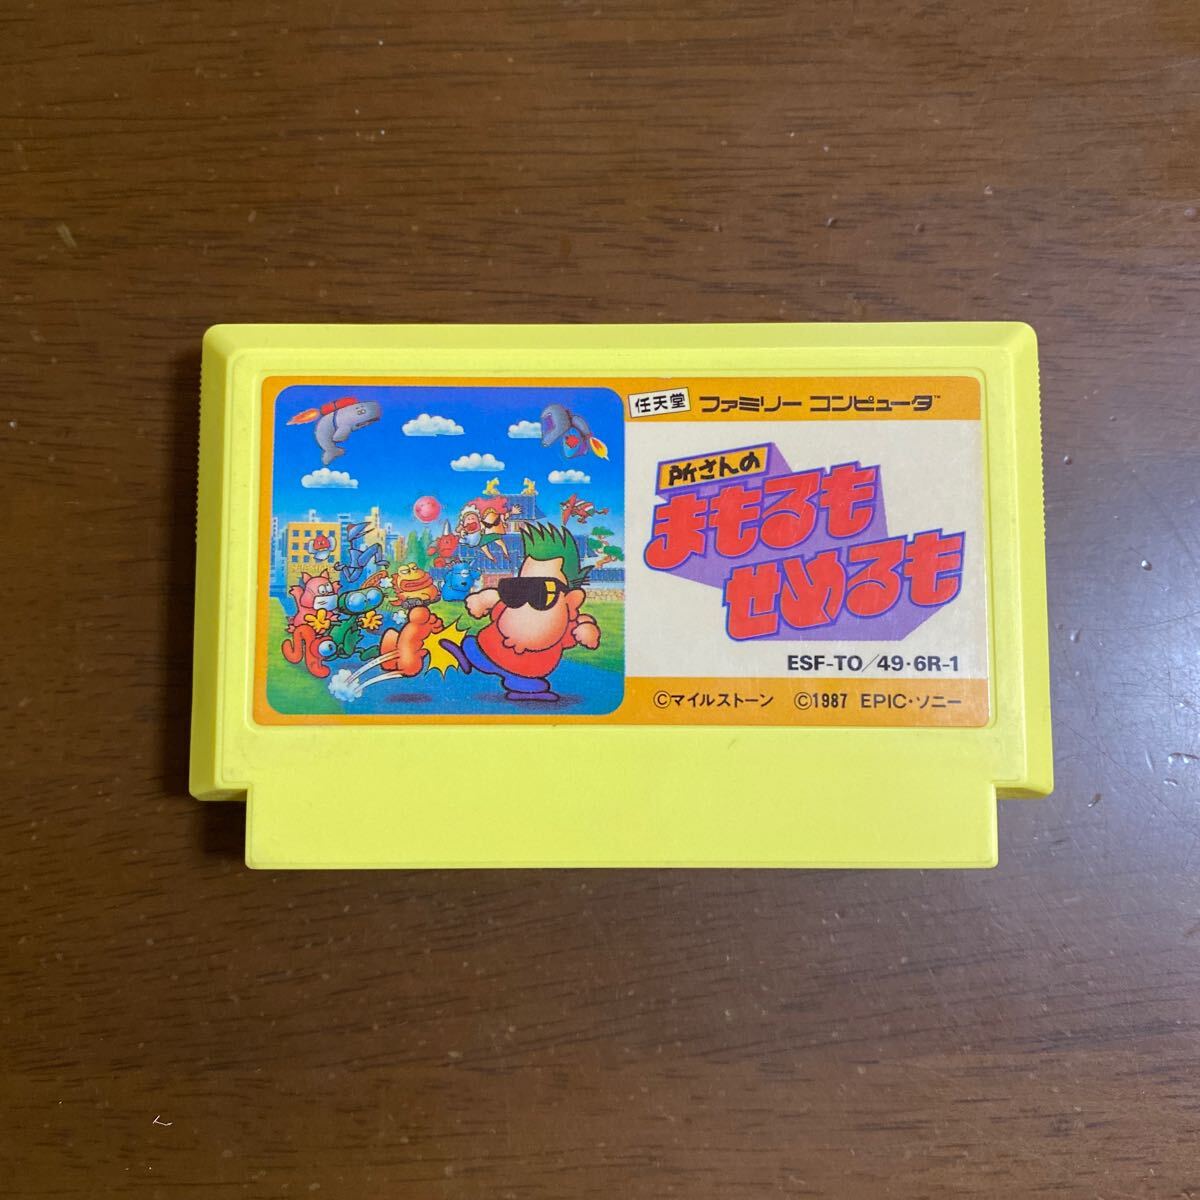 任天堂 ファミリー コンピュータ™
所さんの
まもるも
せめるも
ESF-TO/49・6R-1
©マイルストーン ©1987 EPIC・ソニー